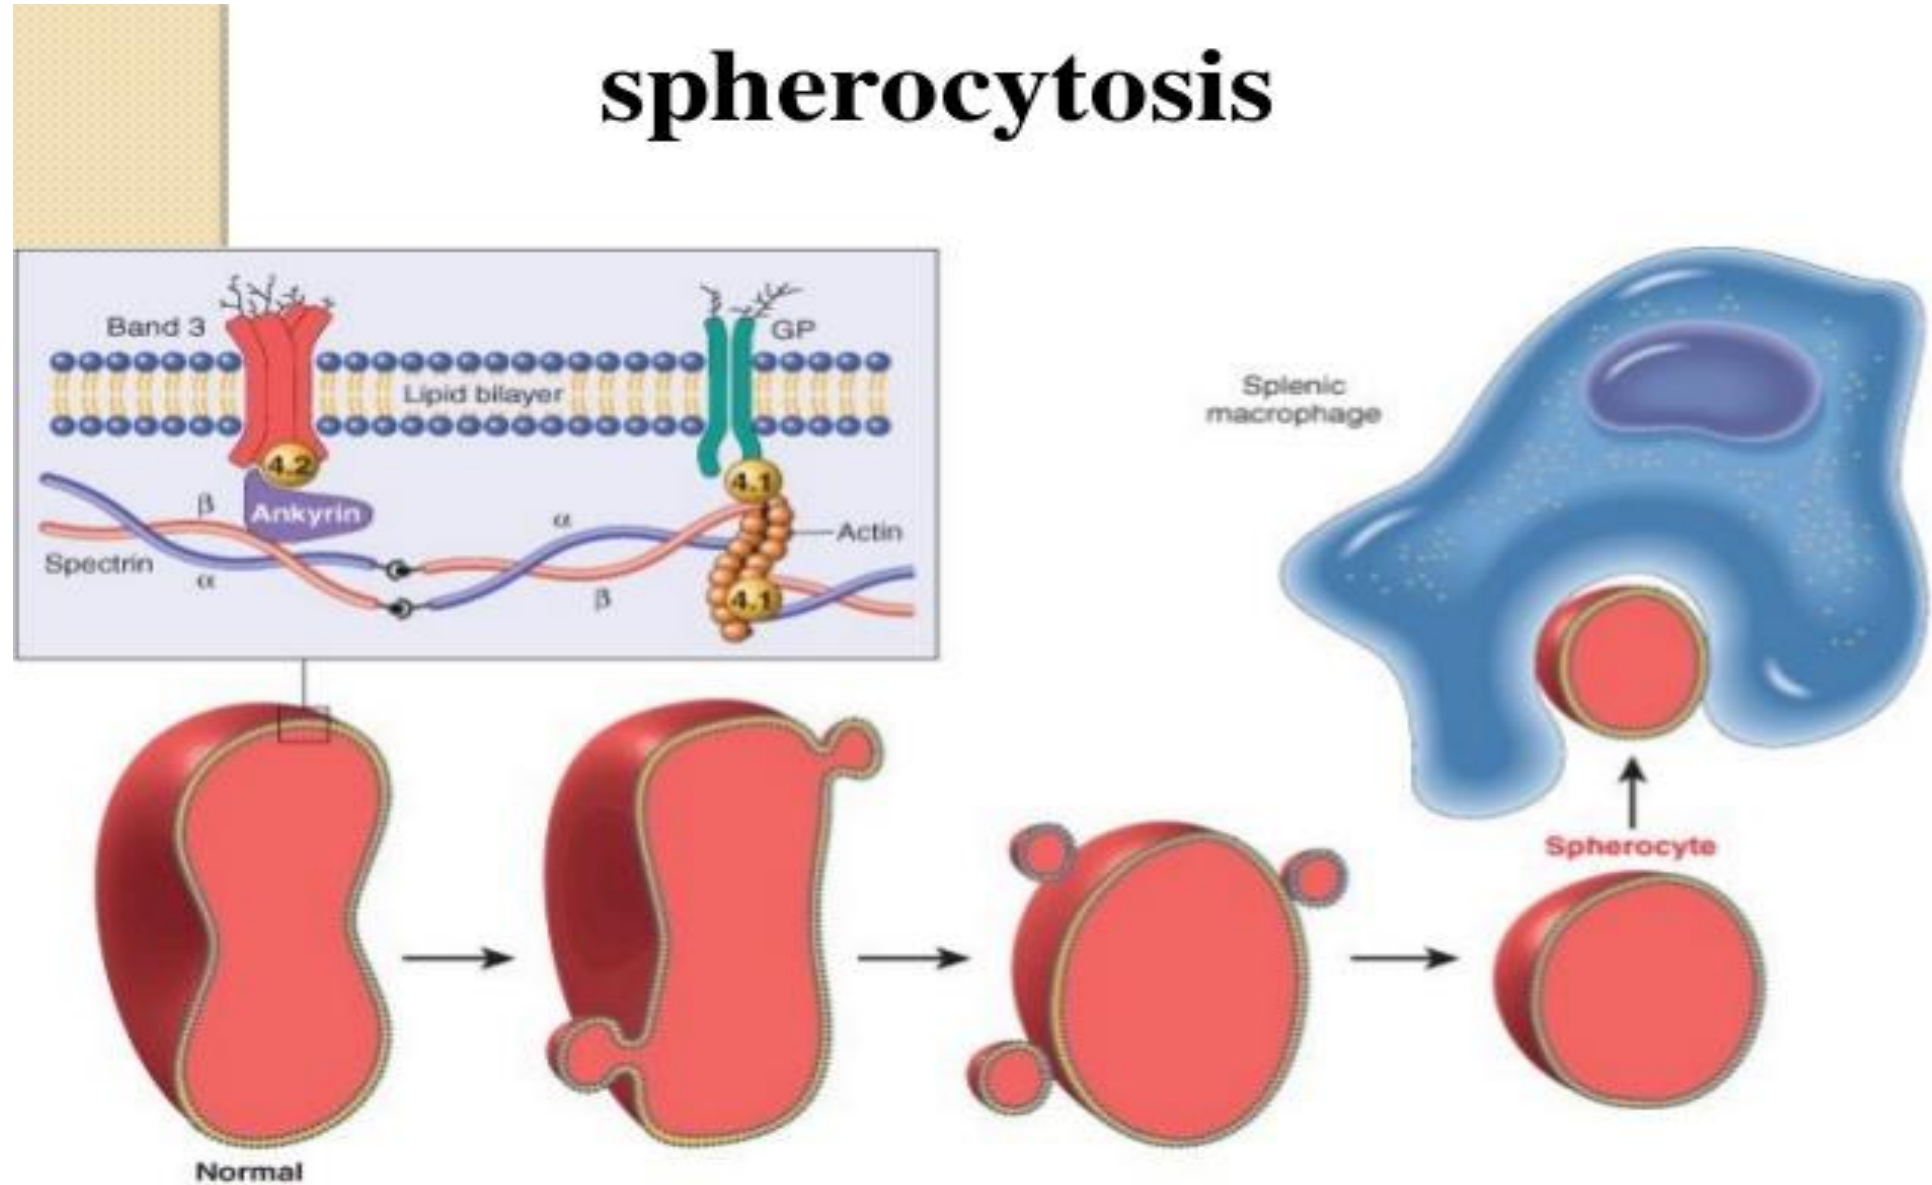 spherocytosis
Band 3
GP
Lipid bilayer
4.2
4.1
β
Ankyrin
α
Actin
Spectrin
α
β
4.1
Splenic
macrophage
Spherocyte
Normal